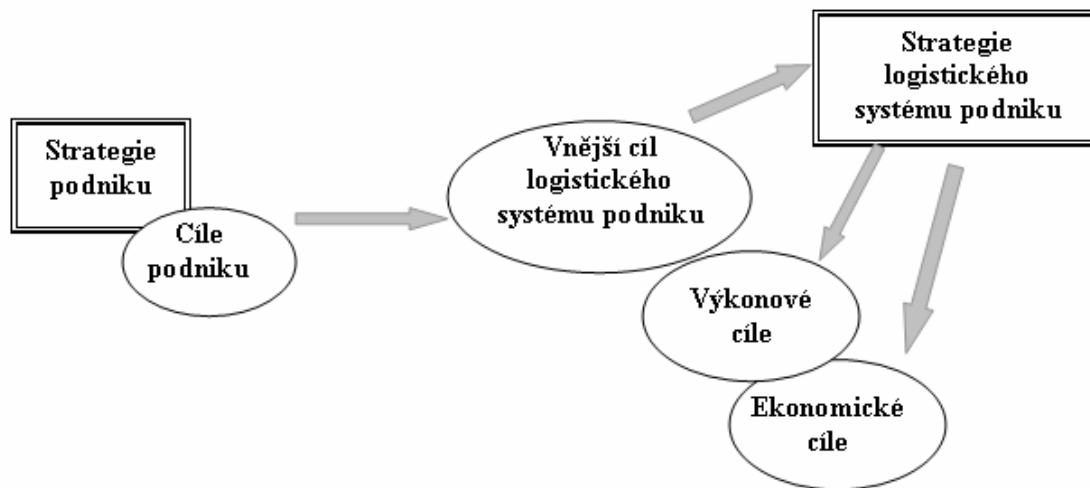 Strategie
podniku
Cíle
podniku
Vnější cíl
logistického
systému podniku
Strategie
logistického
systému podniku
Výkonové
cíle
Ekonomické
cíle